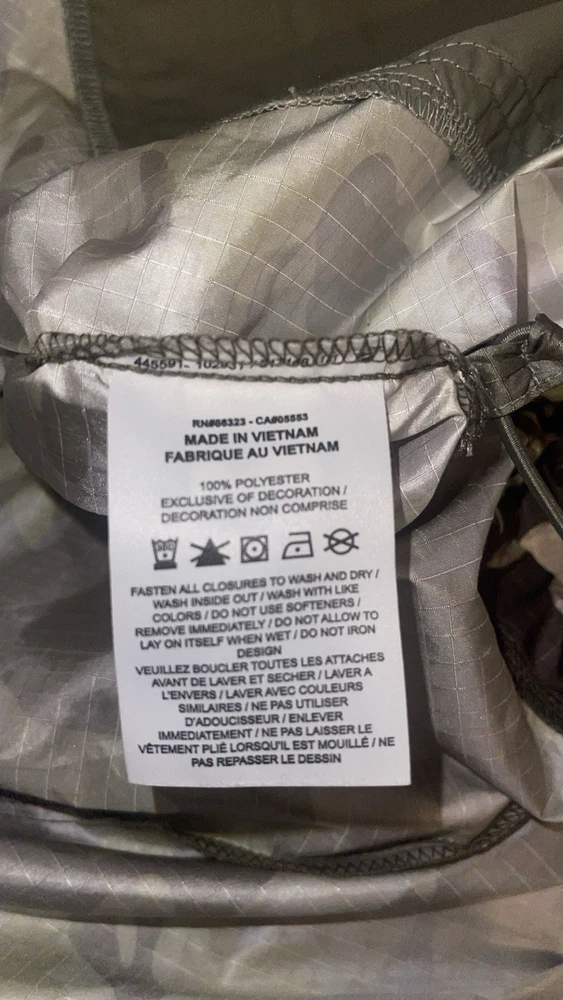 445591-
RN#66323 - CA#05553
MADE IN VIETNAM
FABRIQUE AU VIETNAM
100% POLYESTER
EXCLUSIVE OF DECORATION /
DECORATION NON COMPRISE
FASTEN ALL CLOSURES TO WASH AND DRY /
WASH INSIDE OUT / WASH WITH LIKE
COLORS / DO NOT USE SOFTENERS /
REMOVE IMMEDIATELY / DO NOT ALLOW TO
LAY ON ITSELF WHEN WET / DO NOT IRON
DESIGN
VEUILLEZ BOUCLER TOUTES LES ATTACHES
AVANT DE LAVER ET SECHER / LAVER A
L'ENVERS / LAVER AVEC COULEURS
SIMILAIRES / NE PAS UTILISER
D'ADOUCISSEUR / ENLEVER
IMMEDIATEMENT / NE PAS LAISSER LE
VÊTEMENT PLIÉ LORSQU'IL EST MOUILLÉ / NE
PAS REPASSER LE DESSIN